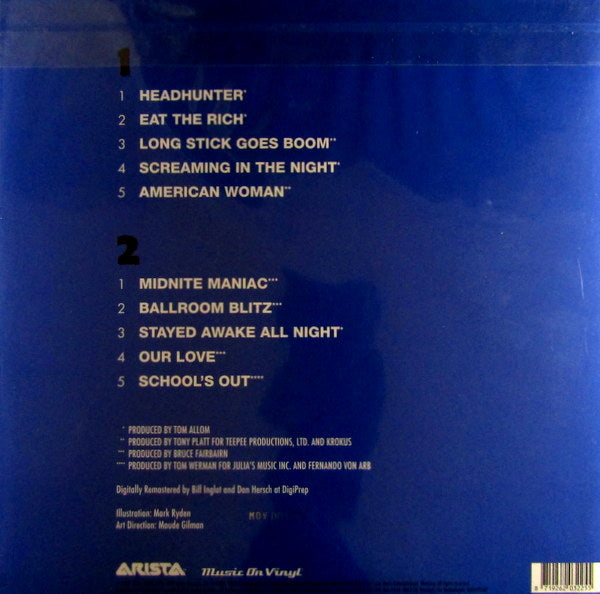 1
1 HEADHUNTER*
2 EAT THE RICH*
3 LONG STICK GOES BOOM**
4 SCREAMING IN THE NIGHT*
5 AMERICAN WOMAN**
2
1 MIDNITE MANIAC***
2 BALLROOM BLITZ***
3 STAYED AWAKE ALL NIGHT*
4 OUR LOVE***
5 SCHOOL'S OUT****
* PRODUCED BY TOM ALLOM
** PRODUCED BY TONY PLATT FOR TEEPEE PRODUCTIONS, LTD. AND KROKUS
*** PRODUCED BY BRUCE FAIRBAIRN
**** PRODUCED BY TOM WERMAN FOR JULIA'S MUSIC INC. AND FERNANDO VON ARB
Digitally Remastered by Bill Inglot and Dan Hersch at DigiPrep
Illustration: Mark Ryden
Art Direction: Maude Gilman
MOV
ARISTA Music On Vinyl
8 719262 032255